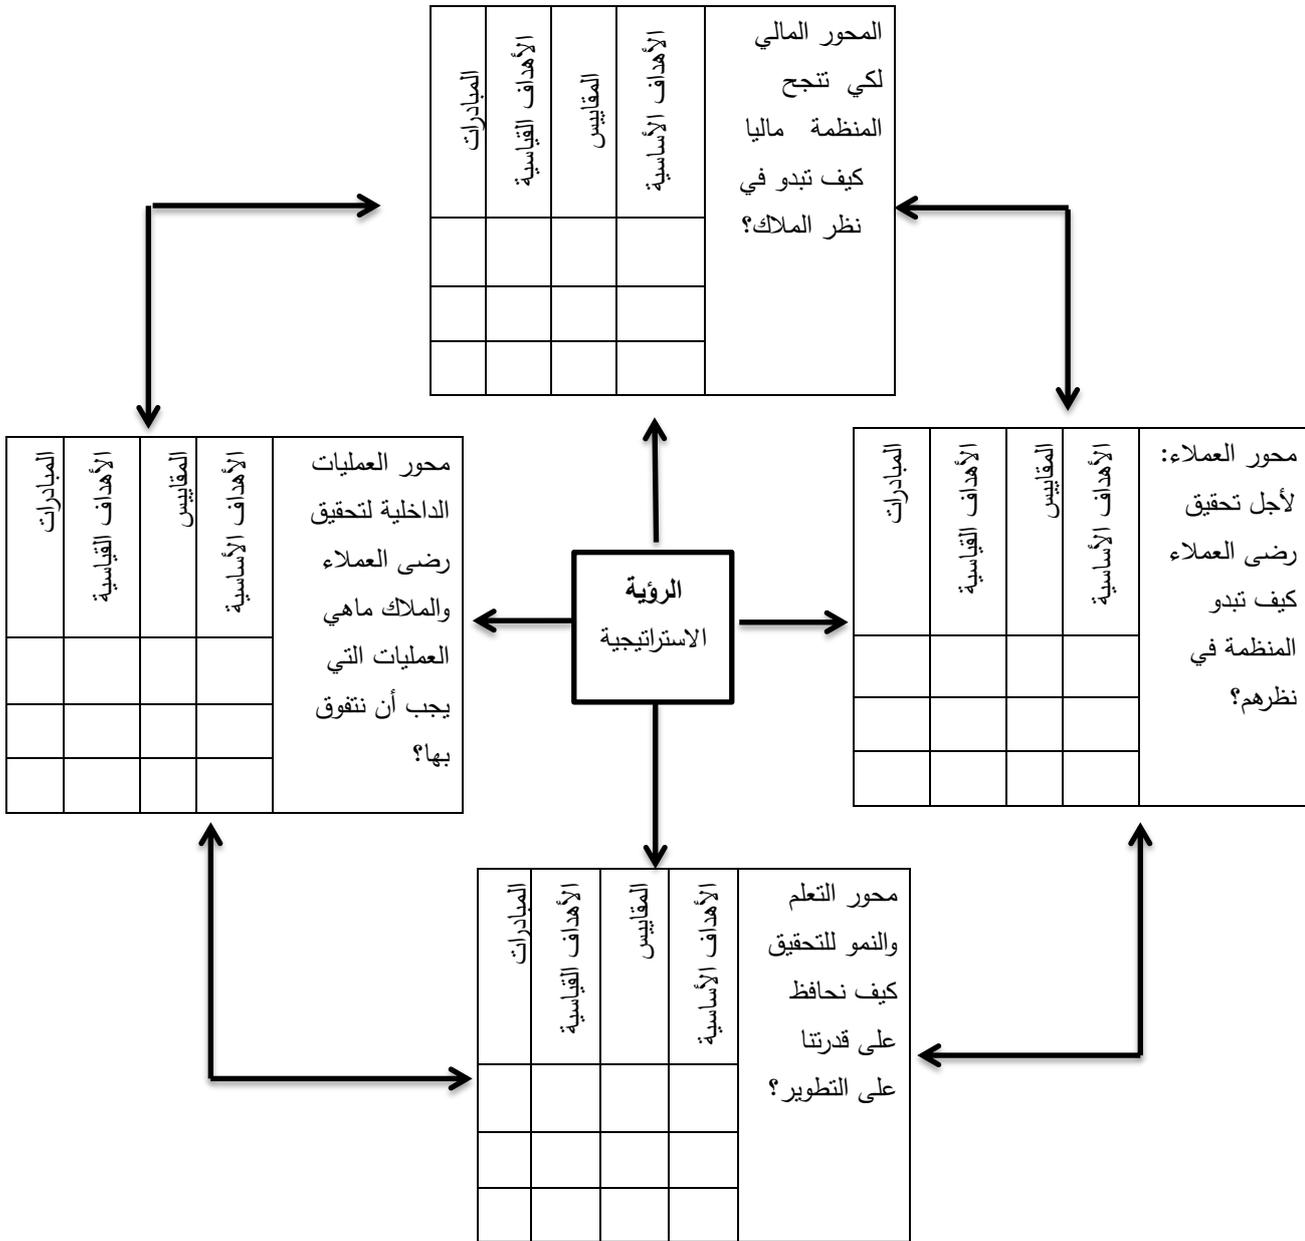 المحور المالي
لكي تنجح
المنظمة ماليا
كيف تبدو في
نظر الملاك؟
الأهداف الأساسية
المقاييس
الأهداف القياسية
المبادرات
محور العملاء:
لأجل تحقيق
رضى العملاء
كيف تبدو
المنظمة في
نظرهم؟
الأهداف الأساسية
المقاييس
الأهداف القياسية
المبادرات
الرؤية
الاستراتيجية
محور العمليات
الداخلية لتحقيق
رضى العملاء
والملاك ماهي
العمليات التي
يجب أن نتفوق
بها؟
الأهداف الأساسية
المقاييس
الأهداف القياسية
المبادرات
محور التعلم
والنمو للتحقيق
كيف نحافظ
على قدرتنا
على التطوير؟
الأهداف الأساسية
المقاييس
الأهداف القياسية
المبادرات